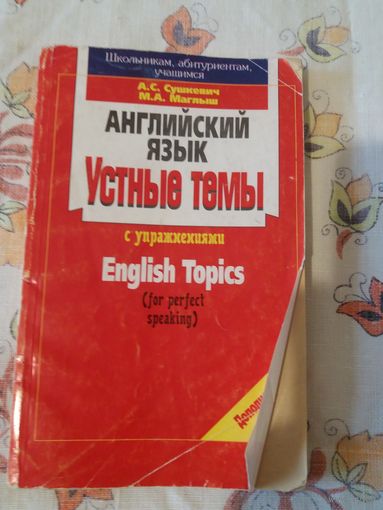 Школьникам, абитуриентам,
учащимся
А.С. Сушкевич
М.А. Маглыш
АНГЛИЙСКИЙ
ЯЗЫК
Устные темы
с упражнениями
English Topics
(for perfect
speaking)